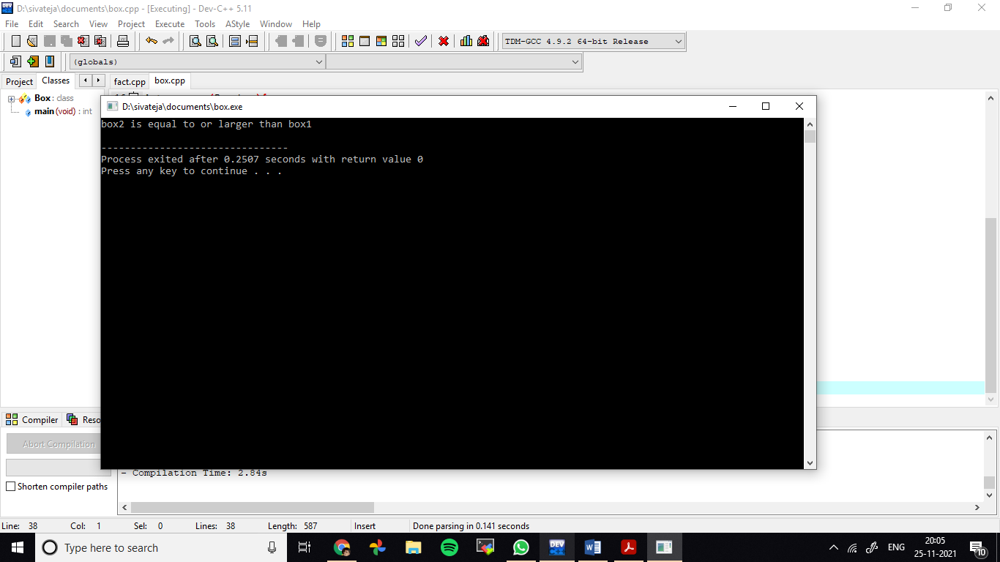 D:\sivateja\documents\box.cpp - [Executing] - Dev-C++ 5.11
File Edit Search View Project Execute Tools AStyle Window Help
TDM-GCC 4.9.2 64-bit Release
(globals)
Project Classes fact.cpp box.cpp
Box : class
main (void) : int
D:\sivateja\documents\box.exe
box2 is equal to or larger than box1
--------------------------------
Process exited after 0.2507 seconds with return value 0
Press any key to continue . . .
Compiler Reso
Abort Compilation
- Compilation Time: 2.84s
Shorten compiler paths
Line: 38 Col: 1 Sel: 0 Lines: 38 Length: 587 Insert Done parsing in 0.141 seconds
Type here to search
DEV
ENG
20:05
25-11-2021
10